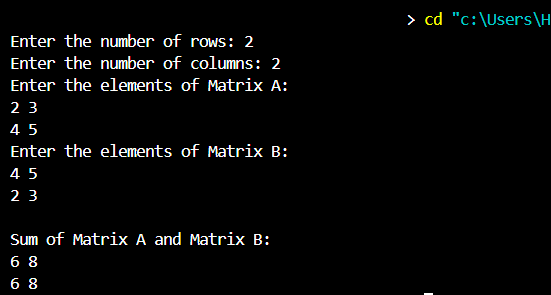 > cd "c:\Users\H
Enter the number of rows: 2
Enter the number of columns: 2
Enter the elements of Matrix A:
2 3
4 5
Enter the elements of Matrix B:
4 5
2 3
Sum of Matrix A and Matrix B:
6 8
6 8